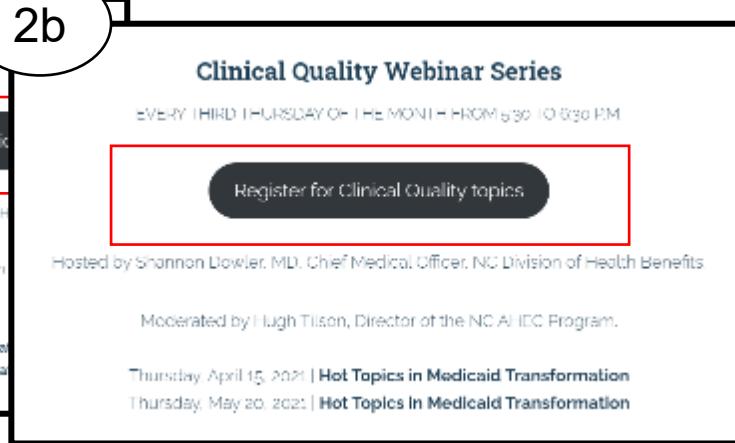 2b
Clinical Quality Webinar Series
EVERY THIRD THURSDAY OF THE MONTH FROM 5:30 TO 6:30 P.M.
Register for Clinical Quality topics
Hosted by Shannon Dowler, MD, Chief Medical Officer, NC Division of Health Benefits.
Moderated by Hugh Tilson, Director of the NC AHEC Program.
Thursday, April 15, 2021 | Hot Topics in Medicaid Transformation
Thursday, May 20, 2021 | Hot Topics in Medicaid Transformation